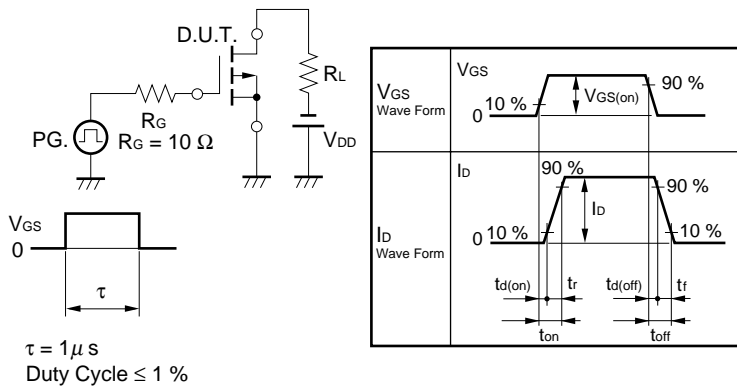 D.U.T.
RL
RG
PG.
RG = 10 Ω
VDD
VGS
0
τ
τ = 1μ s
Duty Cycle ≤ 1 %
VGS
Wave Form
VGS
10 %
0
VGS(on)
90 %
ID
Wave Form
ID
90 %
90 %
ID
0
10 %
10 %
td(on)
tr
td(off)
tf
ton
toff